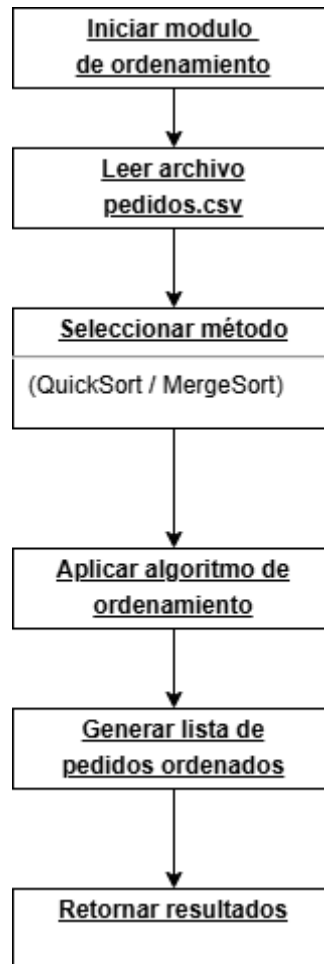 Iniciar modulo
de ordenamiento
Leer archivo
pedidos.csv
Seleccionar método
(QuickSort / MergeSort)
Aplicar algoritmo de
ordenamiento
Generar lista de
pedidos ordenados
Retornar resultados